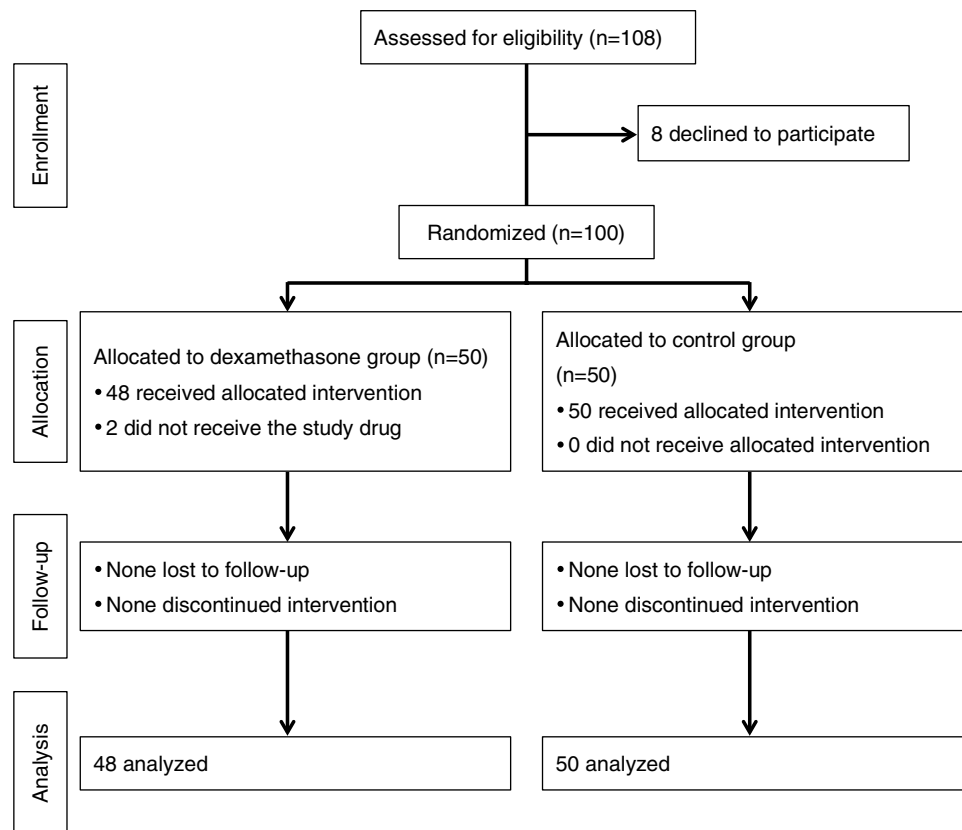 Assessed for eligibility (n=108)
Enrollment
8 declined to participate
Randomized (n=100)
Allocation
Allocated to dexamethasone group (n=50)
• 48 received allocated intervention
• 2 did not receive the study drug
Allocated to control group
(n=50)
• 50 received allocated intervention
• 0 did not receive allocated intervention
Follow-up
• None lost to follow-up
• None discontinued intervention
• None lost to follow-up
• None discontinued intervention
Analysis
48 analyzed
50 analyzed